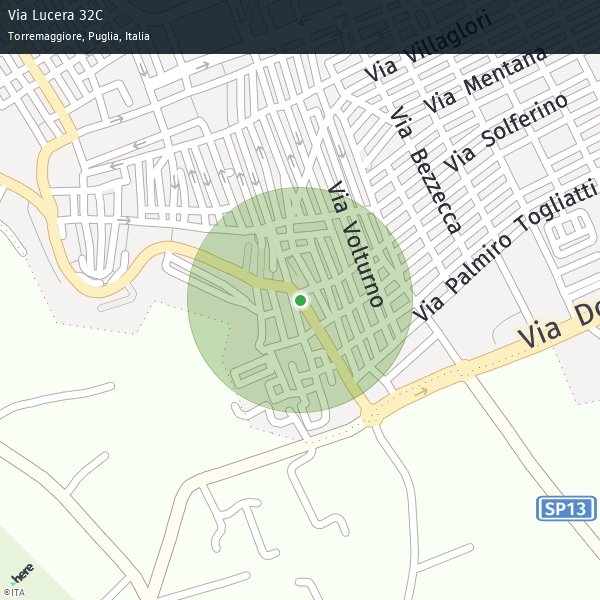 Via Lucera 32C
Torremaggiore, Puglia, Italia
Via Villaglori
Via Mentana
Via Solferino
Via Bezzecca
Via Volturno
Via Palmiro Togliatti
Via Do
SP13
here
©ITA